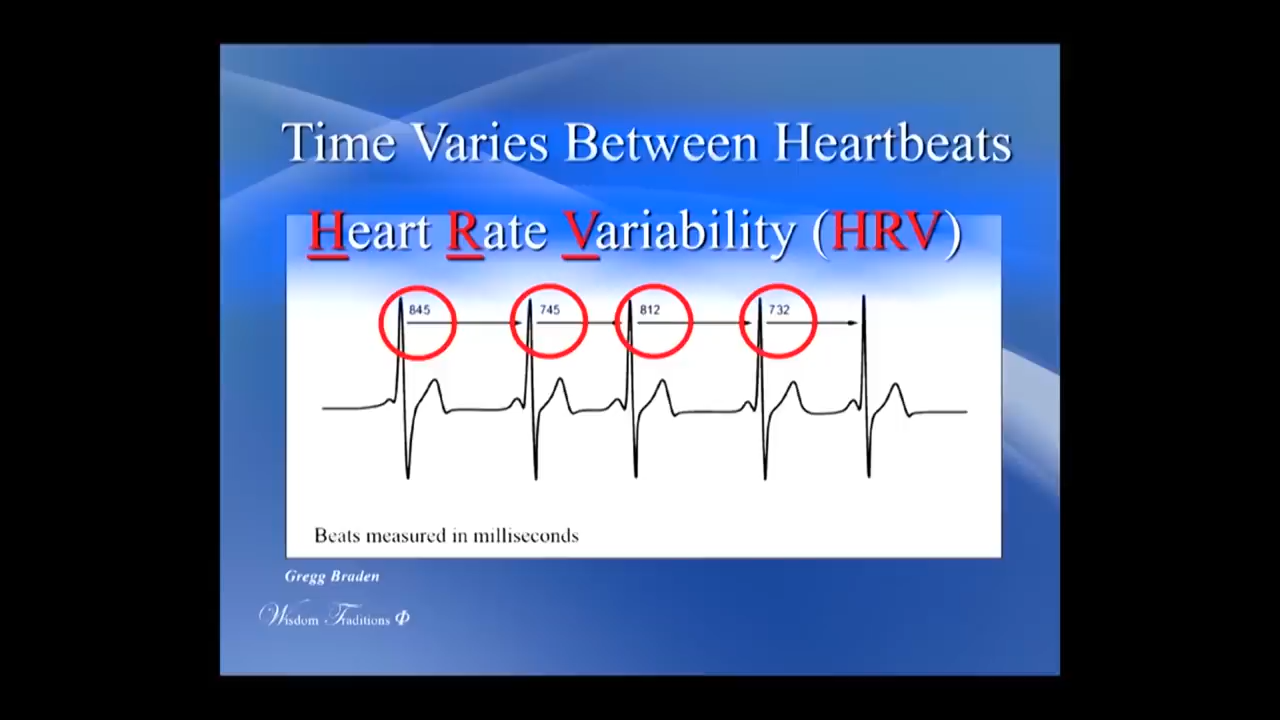 Time Varies Between Heartbeats
Heart Rate Variability (HRV)
845 745 812 732
Beats measured in milliseconds
Gregg Braden
Wisdom Traditions Φ